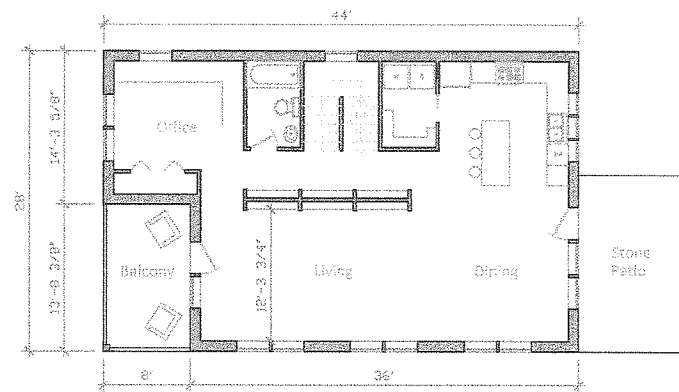 44'
Office
14'-3 5/8"
28'
13'-8 3/8"
12'-3 3/4"
Balcony
Living
Dining
Stone
Patio
8'
36'